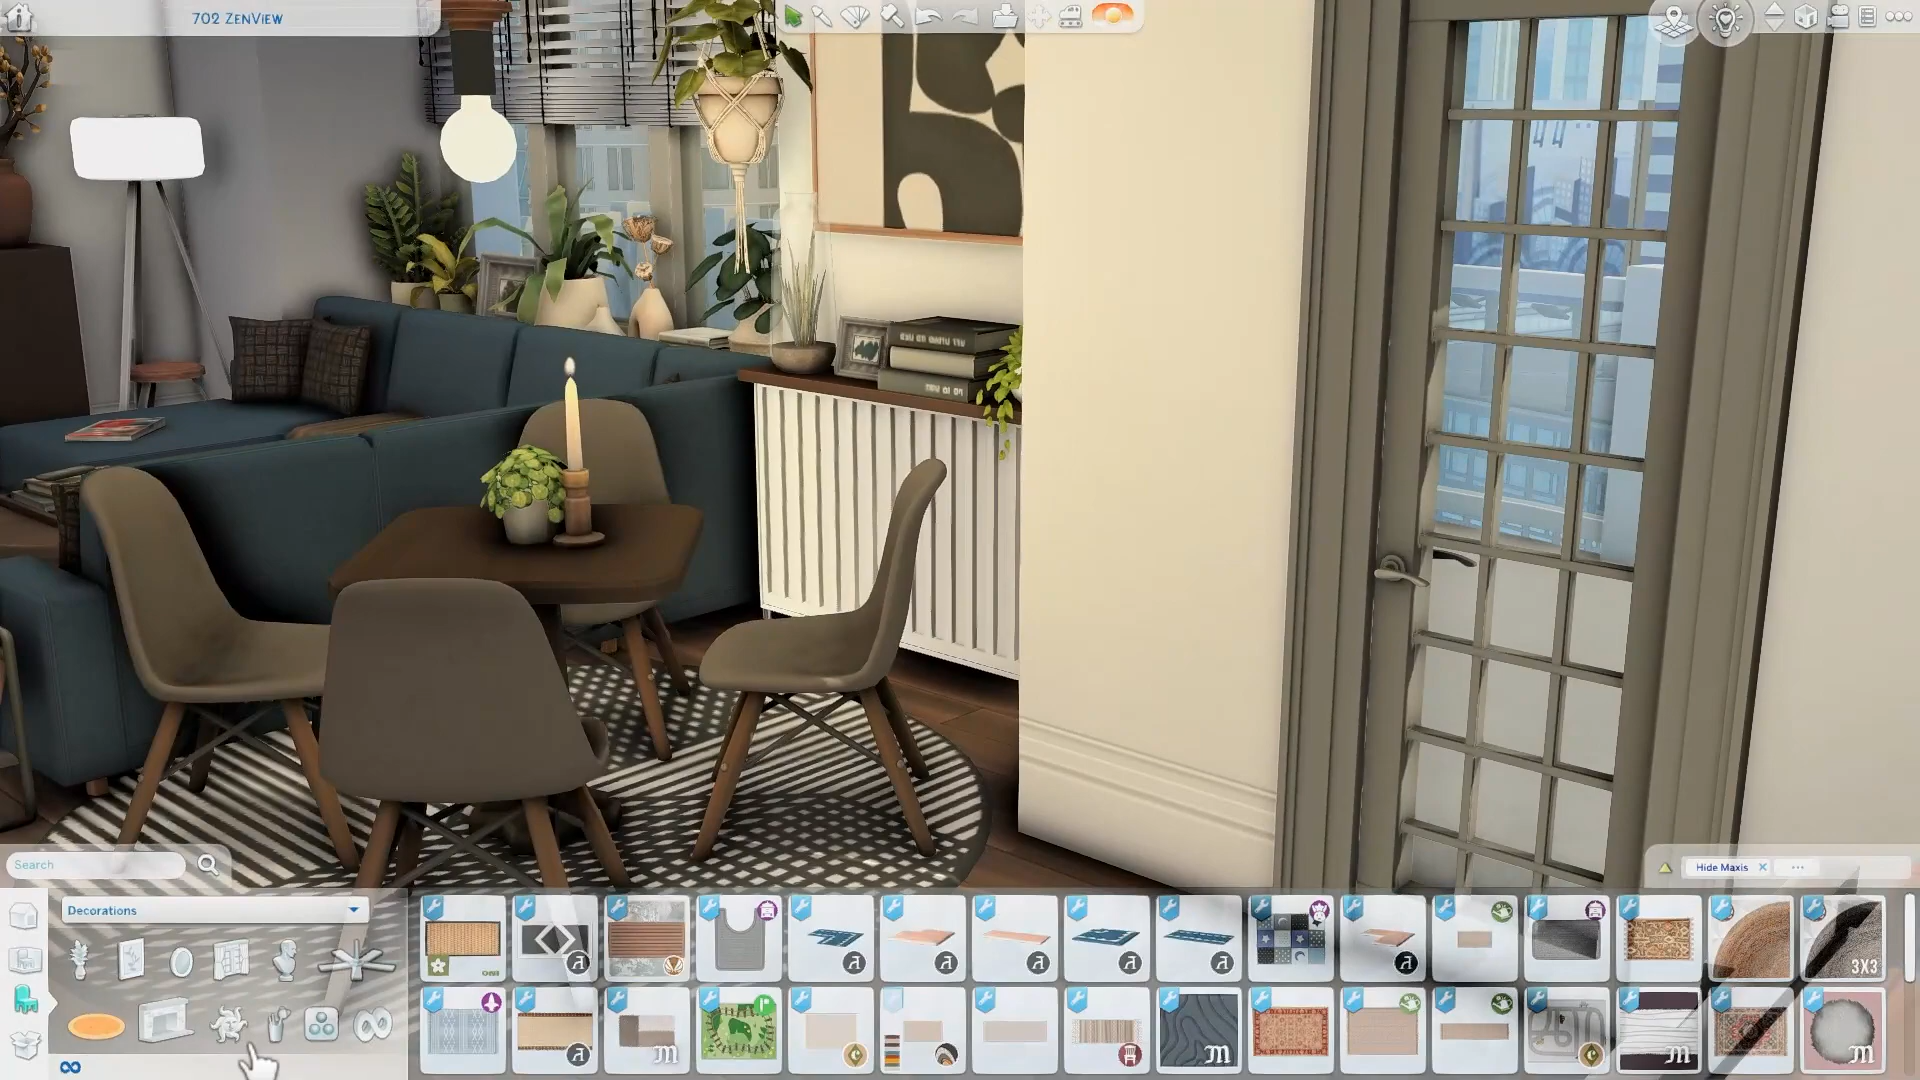 702 ZenView
Search
Hide Maxis
Decorations
3X3